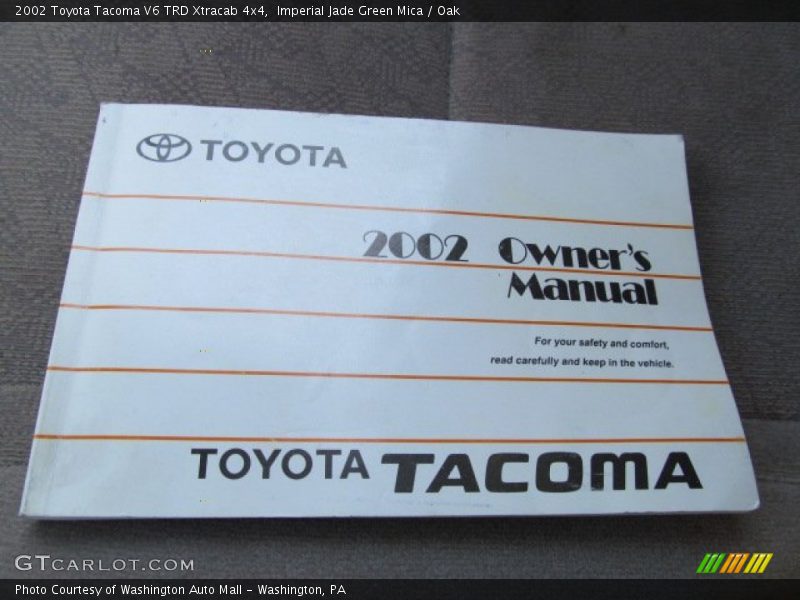 2002 Toyota Tacoma V6 TRD Xtracab 4x4,  Imperial Jade Green Mica / Oak
TOYOTA
2002 Owner's
Manual
For your safety and comfort,
read carefully and keep in the vehicle.
TOYOTA TACOMA
GTCARLOT.COM
Photo Courtesy of Washington Auto Mall - Washington, PA